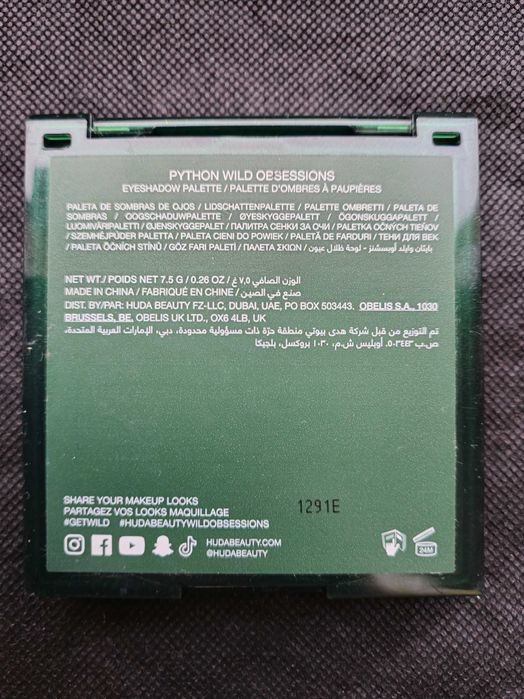 PYTHON WILD OBSESSIONS
EYESHADOW PALETTE / PALETTE D'OMBRES À PAUPIÈRES
PALETA DE SOMBRAS DE OJOS / LIDSCHATTENPALETTE / PALETTE OMBRETTI / PALETA DE
SOMBRAS / OOGSCHADUWPALETTE / ØYESKYGGEPALETT / ÖGONSKUGGAPALETT /
LUOMIVÄRIPALETTI / ØJENSKYGGEPALET / ПАЛИТРА СЕНКИ ЗА ОЧИ / PALETKA OČNÝCH TIEŇOV
/ SZEMHÉJPÚDER PALETTA / PALETA CIENI DO POWIEK / PALETĂ DE FARDURI / ТЕНИ ДЛЯ ВЕК
/ PALETA OČNÍCH STÍNŮ / GÖZ FARI PALETİ / ΠΑΛΕΤΑ ΣΚΙΩΝ / بايثان وايلد أوبسشنز - لوحة ظلال عيون
NET WT./ POIDS NET 7.5 G / 0.26 OZ / الوزن الصافي ٧,٥ غ
MADE IN CHINA / FABRIQUÉ EN CHINE / صنع في الصين
DIST. BY/PAR: HUDA BEAUTY FZ-LLC, DUBAI, UAE, PO BOX 503443. OBELIS S.A., 1030
BRUSSELS, BE. OBELIS UK LTD., OX6 4LB, UK
تم التوزيع من قبل شركة هدى بيوتي منطقة حرّة ذات مسؤولية محدودة، دبي، الإمارات العربية المتحدة،
ص.ب ٥٠٣٤٤٣. أوبليس ش.م.، ١٠٣٠ بروكسل، بلجيكا
SHARE YOUR MAKEUP LOOKS
PARTAGEZ VOS LOOKS MAQUILLAGE
#GETWILD #HUDABEAUTYWILDOBSESSIONS
1291E
HUDABEAUTY.COM
@HUDABEAUTY
24M